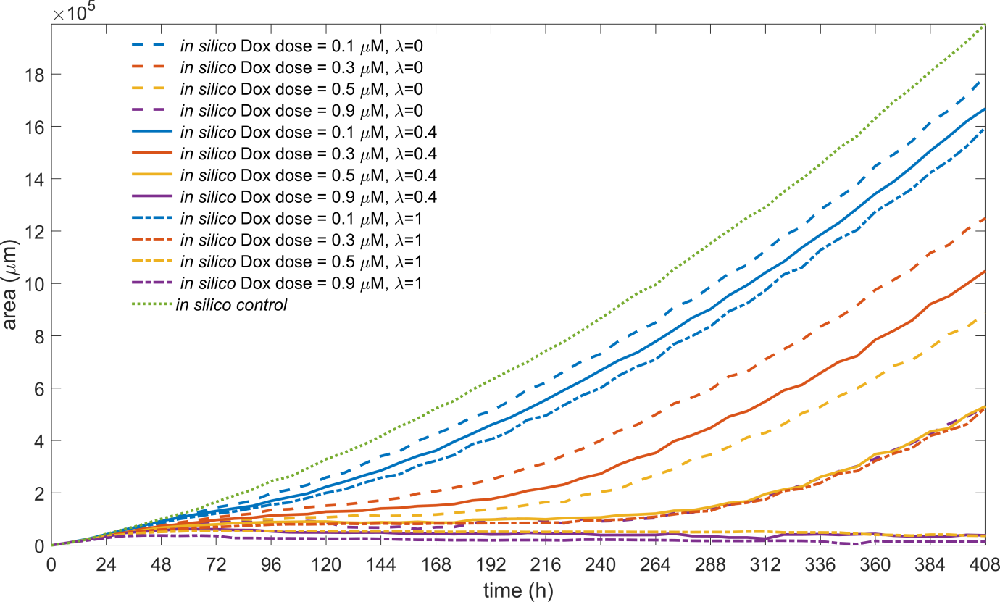 ×10⁵
in silico Dox dose = 0.1 μM, λ=0
in silico Dox dose = 0.3 μM, λ=0
in silico Dox dose = 0.5 μM, λ=0
in silico Dox dose = 0.9 μM, λ=0
in silico Dox dose = 0.1 μM, λ=0.4
in silico Dox dose = 0.3 μM, λ=0.4
in silico Dox dose = 0.5 μM, λ=0.4
in silico Dox dose = 0.9 μM, λ=0.4
in silico Dox dose = 0.1 μM, λ=1
in silico Dox dose = 0.3 μM, λ=1
in silico Dox dose = 0.5 μM, λ=1
in silico Dox dose = 0.9 μM, λ=1
in silico control
18
16
14
12
10
8
6
4
2
0
area (μm)
0 24 48 72 96 120 144 168 192 216 240 264 288 312 336 360 384 408
time (h)